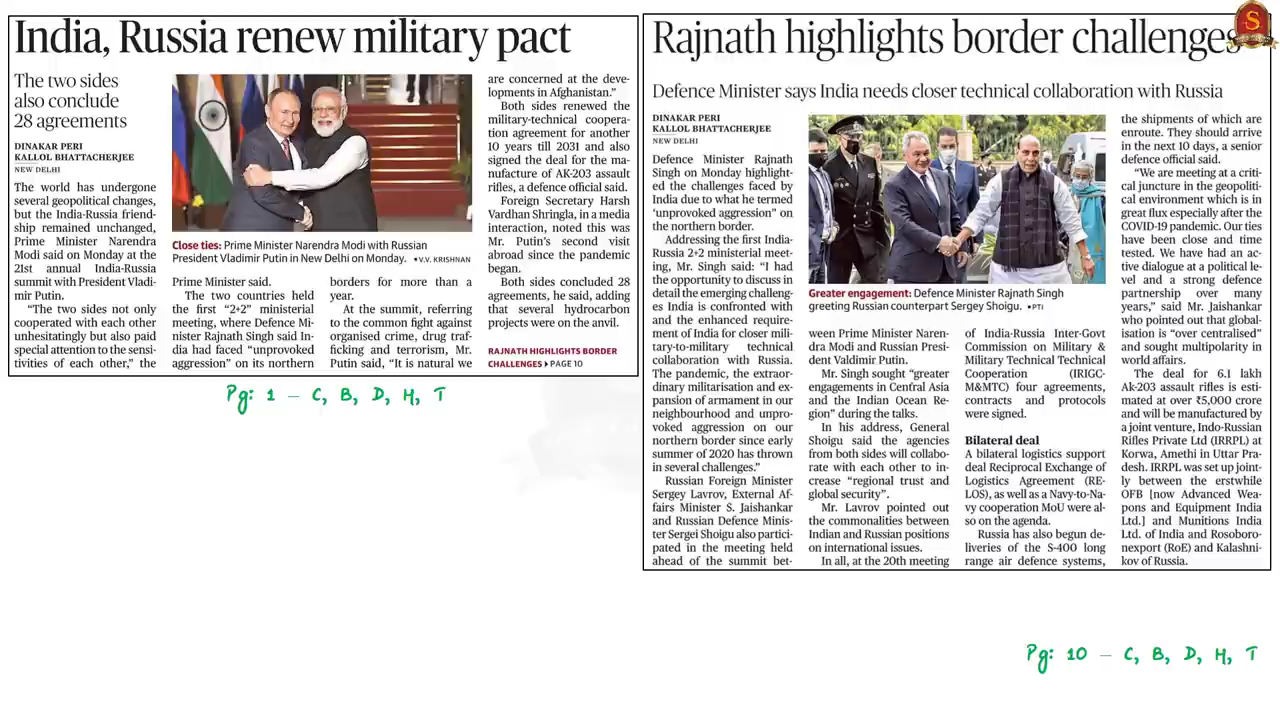 India, Russia renew military pact
The two sides
also conclude
28 agreements
DINAKAR PERI
KALLOL BHATTACHERJEE
NEW DELHI
The world has undergone
several geopolitical changes,
but the India-Russia friend-
ship remained unchanged,
Prime Minister Narendra
Modi said on Monday at the
21st annual India-Russia
summit with President Vladi-
mir Putin.
“The two sides not only
cooperated with each other
unhesitatingly but also paid
special attention to the sensi-
tivities of each other,” the
Close ties: Prime Minister Narendra Modi with Russian
President Vladimir Putin in New Delhi on Monday. •V.V. KRISHNAN
Prime Minister said.
The two countries held
the first “2+2” ministerial
meeting, where Defence Mi-
nister Rajnath Singh said In-
dia had faced “unprovoked
aggression” on its northern
borders for more than a
year.
At the summit, referring
to the common fight against
organised crime, drug traf-
ficking and terrorism, Mr.
Putin said, “It is natural we
are concerned at the deve-
lopments in Afghanistan.”
Both sides renewed the
military-technical coopera-
tion agreement for another
10 years till 2031 and also
signed the deal for the ma-
nufacture of AK-203 assault
rifles, a defence official said.
Foreign Secretary Harsh
Vardhan Shringla, in a media
interaction, noted this was
Mr. Putin’s second visit
abroad since the pandemic
began.
Both sides concluded 28
agreements, he said, adding
that several hydrocarbon
projects were on the anvil.
RAJNATH HIGHLIGHTS BORDER
CHALLENGES PAGE 10
Pg: 1 – C, B, D, H, T
Rajnath highlights border challenges
S
Defence Minister says India needs closer technical collaboration with Russia
DINAKAR PERI
KALLOL BHATTACHERJEE
NEW DELHI
Defence Minister Rajnath
Singh on Monday highlight-
ed the challenges faced by
India due to what he termed
‘unprovoked aggression” on
the northern border.
Addressing the first India-
Russia 2+2 ministerial meet-
ing, Mr. Singh said: “I had
the opportunity to discuss in
detail the emerging challeng-
es India is confronted with
and the enhanced require-
ment of India for closer mili-
tary-to-military technical
collaboration with Russia.
The pandemic, the extraor-
dinary militarisation and ex-
pansion of armament in our
neighbourhood and unpro-
voked aggression on our
northern border since early
summer of 2020 has thrown
in several challenges.”
Russian Foreign Minister
Sergey Lavrov, External Af-
fairs Minister S. Jaishankar
and Russian Defence Minis-
ter Sergei Shoigu also partici-
pated in the meeting held
ahead of the summit bet-
Greater engagement: Defence Minister Rajnath Singh
greeting Russian counterpart Sergey Shoigu. •PTI
ween Prime Minister Naren-
dra Modi and Russian Presi-
dent Valdimir Putin.
Mr. Singh sought “greater
engagements in Central Asia
and the Indian Ocean Re-
gion” during the talks.
In his address, General
Shoigu said the agencies
from both sides will collabo-
rate with each other to in-
crease “regional trust and
global security”.
Mr. Lavrov pointed out
the commonalities between
Indian and Russian positions
on international issues.
In all, at the 20th meeting
of India-Russia Inter-Govt
Commission on Military &
Military Technical Technical
Cooperation (IRIGC-
M&MTC) four agreements,
contracts and protocols
were signed.
Bilateral deal
A bilateral logistics support
deal Reciprocal Exchange of
Logistics Agreement (RE-
LOS), as well as a Navy-to-Na-
vy cooperation MoU were al-
so on the agenda.
Russia has also begun de-
liveries of the S-400 long
range air defence systems,
the shipments of which are
enroute. They should arrive
in the next 10 days, a senior
defence official said.
“We are meeting at a criti-
cal juncture in the geopoliti-
cal environment which is in
great flux especially after the
COVID-19 pandemic. Our ties
have been close and time
tested. We have had an ac-
tive dialogue at a political le-
vel and a strong defence
partnership over many
years,” said Mr. Jaishankar
who pointed out that global-
isation is “over centralised”
and sought multipolarity in
world affairs.
The deal for 6.1 lakh
Ak-203 assault rifles is esti-
mated at over ₹5,000 crore
and will be manufactured by
a joint venture, Indo-Russian
Rifles Private Ltd (IRRPL) at
Korwa, Amethi in Uttar Pra-
desh. IRRPL was set up joint-
ly between the erstwhile
OFB [now Advanced Wea-
pons and Equipment India
Ltd.] and Munitions India
Ltd. of India and Rosoboro-
nexport (RoE) and Kalashni-
kov of Russia.
Pg: 10 – C, B, D, H, T